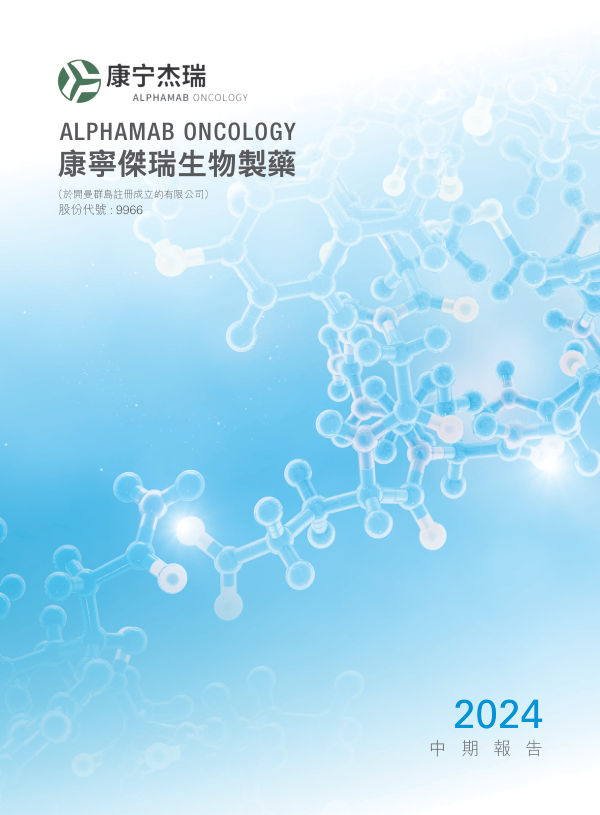 康宁杰瑞
ALPHAMAB ONCOLOGY
ALPHAMAB ONCOLOGY
康寧傑瑞生物製藥
（於開曼群島註冊成立的有限公司）
股份代號 : 9966
2024
中期報告